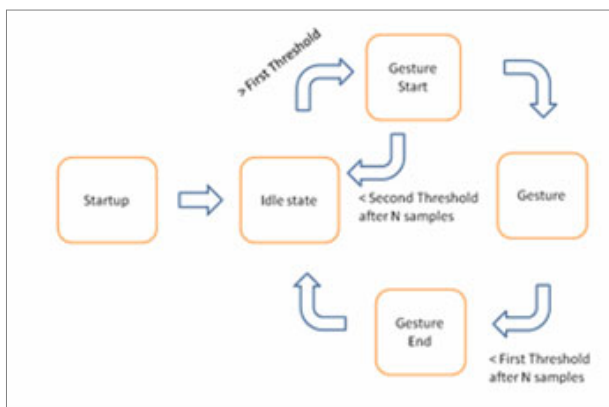 > First Threshold
Gesture
Start
Startup
Idle state
< Second Threshold
after N samples
Gesture
Gesture
End
< First Threshold
after N samples